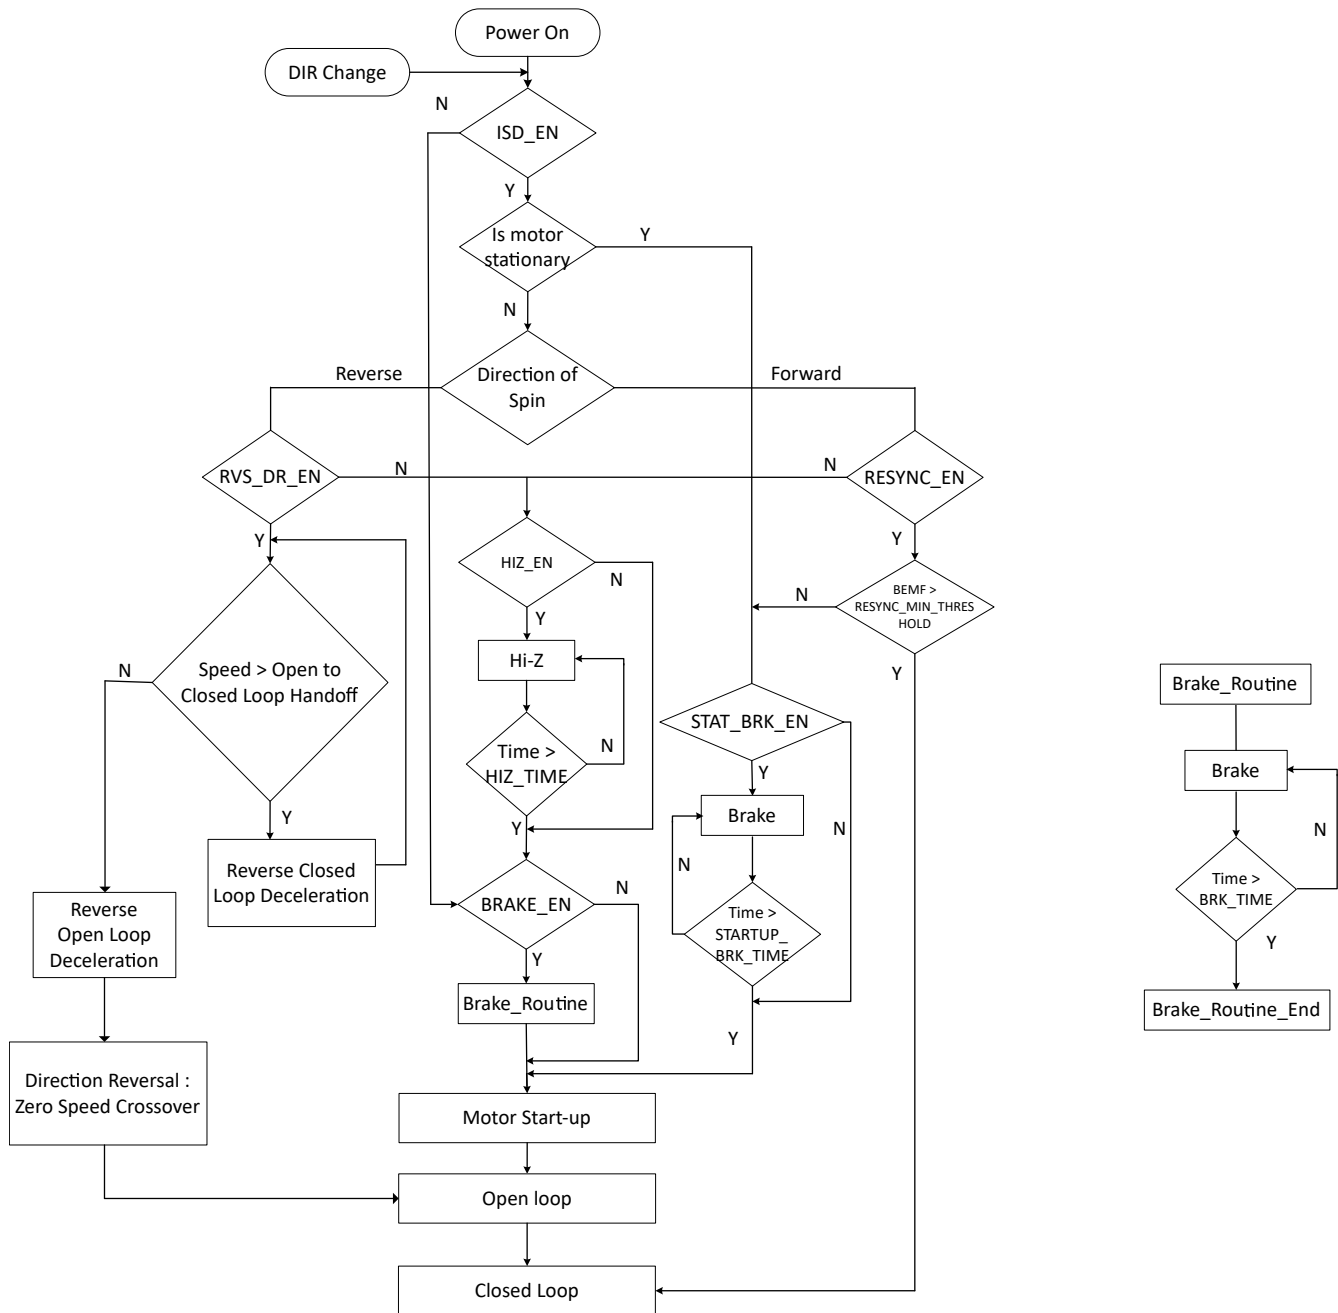 Power On
DIR Change
N
ISD_EN
Y
Is motor
stationary
Y
N
Reverse
Direction of
Spin
Forward
RVS_DR_EN
N
N
RESYNC_EN
Y
Y
HIZ_EN
N
N
BEMF >
RESYNC_MIN_THRES
HOLD
Y
Hi-Z
N
Speed > Open to
Closed Loop Handoff
Y
Brake_Routine
STAT_BRK_EN
Time >
HIZ_TIME
N
Y
Brake
Y
Y
Brake
N
N
Reverse Closed
Loop Deceleration
N
Time >
BRK_TIME
BRAKE_EN
N
Reverse
Open Loop
Deceleration
Time >
STARTUP_
BRK_TIME
Y
Y
Brake_Routine
Brake_Routine_End
Y
Direction Reversal :
Zero Speed Crossover
Motor Start-up
Open loop
Closed Loop